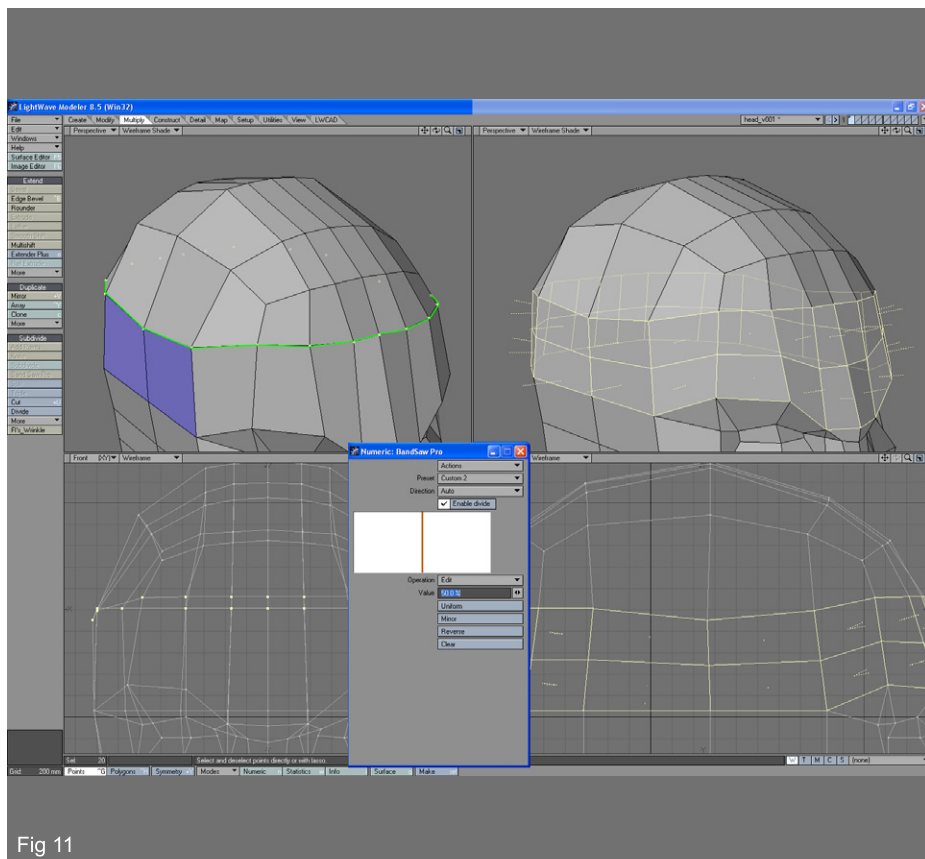 LightWave Modeler 8.5 (Win32)
File
Create Modify Multiply Construct Detail Map Setup Utilities View LWCAD
head_v001 *
Edit
Perspective Wireframe Shade
Perspective Wireframe Shade
Windows
Help
Surface Editor
Image Editor
Extend
Edge Bevel
Rounder
Multishift
Extender Plus
More
Duplicate
Mirror
Array
Clone
More
Subdivide
Cut
Divide
More
Front (XY) Wireframe
Wireframe
Numeric: BandSaw Pro
Actions
Preset Custom 2
Direction Auto
Enable divide
Operation Edit
Value 50.0 %
Uniform
Mirror
Reverse
Clear
Sel: 20
Select and deselect points directly or with lasso.
W T M C S (none)
Grid: 200 mm
Points ^G Polygons Symmetry Modes Numeric Statistics Info Surface Make
Fig 11